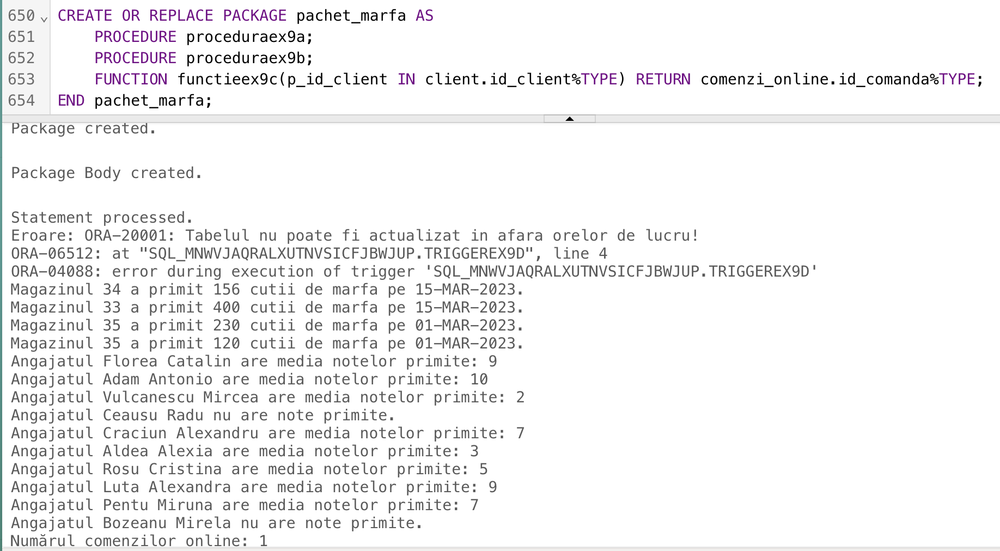 650 CREATE OR REPLACE PACKAGE pachet_marfa AS
651 PROCEDURE proceduraex9a;
652 PROCEDURE proceduraex9b;
653 FUNCTION functieex9c(p_id_client IN client.id_client%TYPE) RETURN comenzi_online.id_comanda%TYPE;
654 END pachet_marfa;
Package created.
Package Body created.
Statement processed.
Eroare: ORA-20001: Tabelul nu poate fi actualizat in afara orelor de lucru!
ORA-06512: at "SQL_MNWVJAQRALXUTNVSICFJBWJUP.TRIGGEREX9D", line 4
ORA-04088: error during execution of trigger 'SQL_MNWVJAQRALXUTNVSICFJBWJUP.TRIGGEREX9D'
Magazinul 34 a primit 156 cutii de marfa pe 15-MAR-2023.
Magazinul 33 a primit 400 cutii de marfa pe 15-MAR-2023.
Magazinul 35 a primit 230 cutii de marfa pe 01-MAR-2023.
Magazinul 35 a primit 120 cutii de marfa pe 01-MAR-2023.
Angajatul Florea Catalin are media notelor primite: 9
Angajatul Adam Antonio are media notelor primite: 10
Angajatul Vulcanescu Mircea are media notelor primite: 2
Angajatul Ceausu Radu nu are note primite.
Angajatul Craciun Alexandru are media notelor primite: 7
Angajatul Aldea Alexia are media notelor primite: 3
Angajatul Rosu Cristina are media notelor primite: 5
Angajatul Luta Alexandra are media notelor primite: 9
Angajatul Pentu Miruna are media notelor primite: 7
Angajatul Bozeanu Mirela nu are note primite.
Numărul comenzilor online: 1